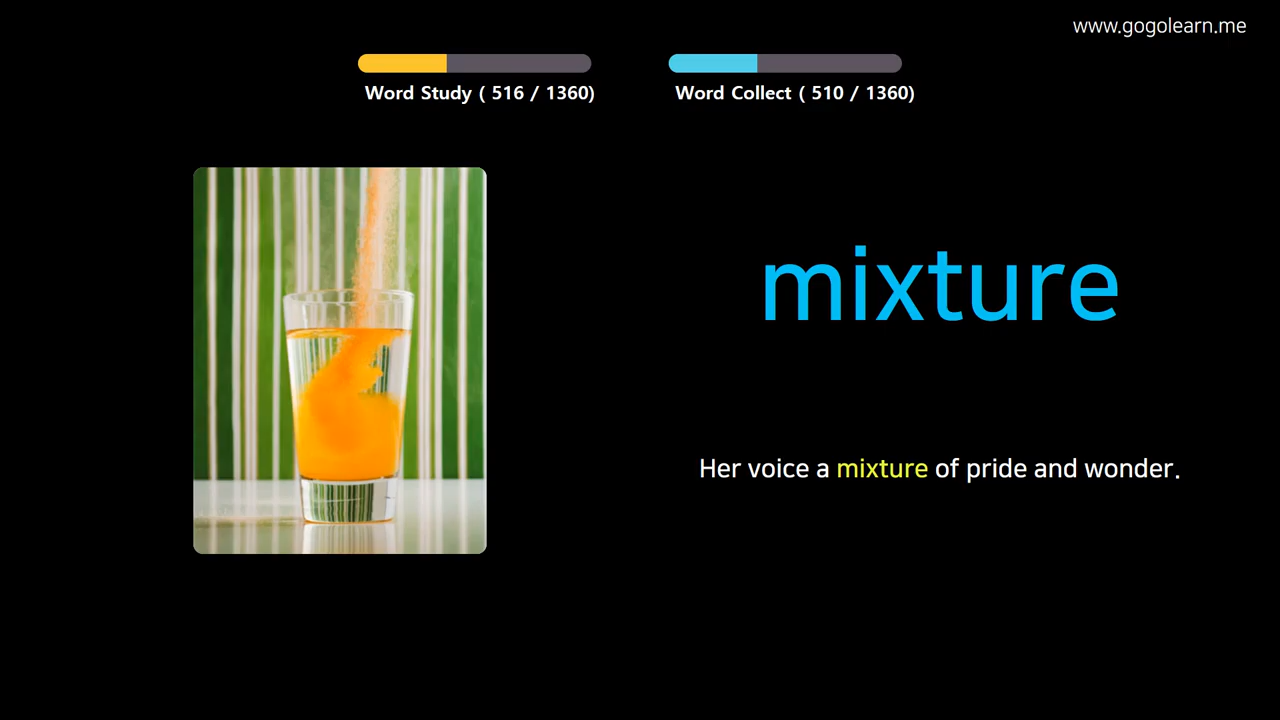 www.gogolearn.me
Word Study ( 516 / 1360)
Word Collect ( 510 / 1360)
mixture
Her voice a mixture of pride and wonder.